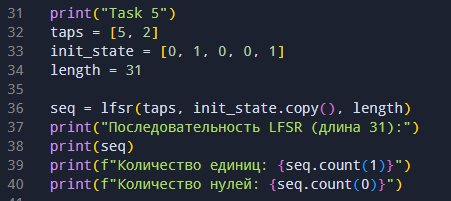 31 print("Task 5")
32 taps = [5, 2]
33 init_state = [0, 1, 0, 0, 1]
34 length = 31
35
36 seq = lfsr(taps, init_state.copy(), length)
37 print("Последовательность LFSR (длина 31):")
38 print(seq)
39 print(f"Количество единиц: {seq.count(1)}")
40 print(f"Количество нулей: {seq.count(0)}")